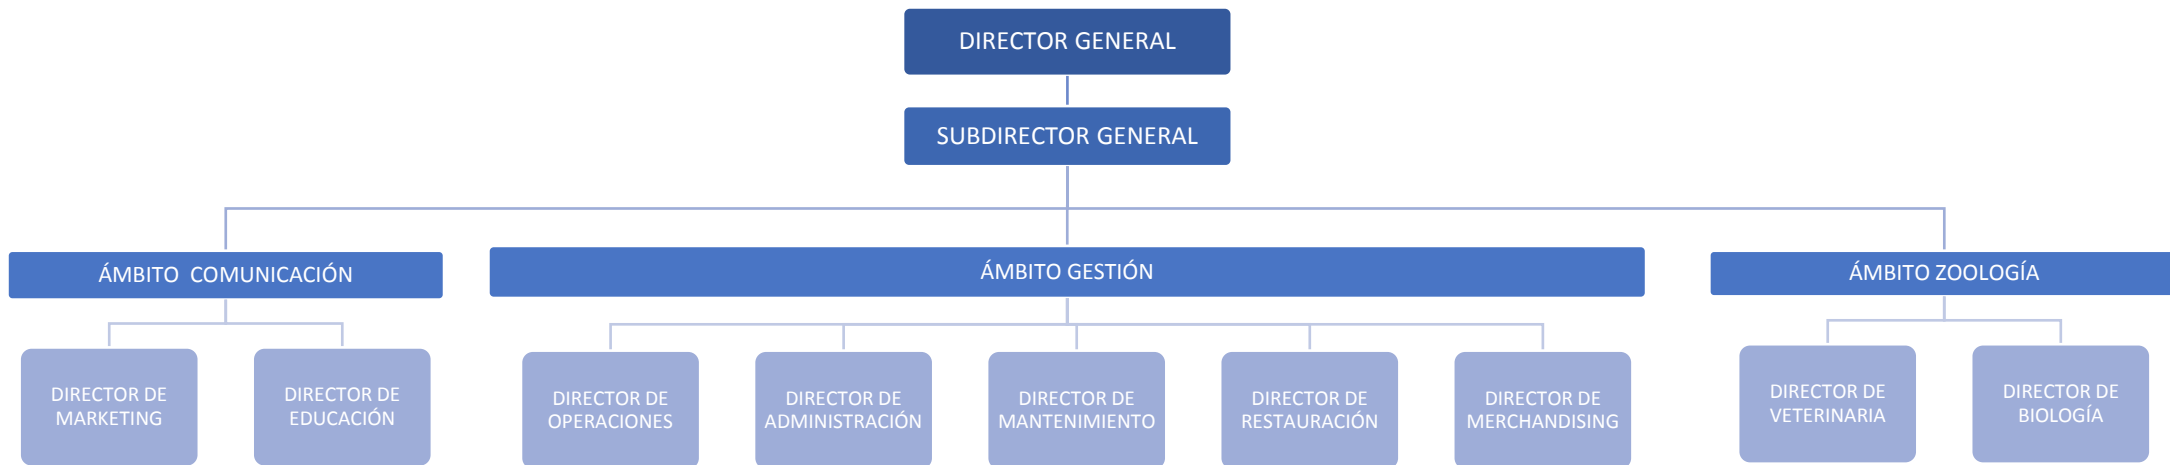 DIRECTOR GENERAL
SUBDIRECTOR GENERAL
ÁMBITO COMUNICACIÓN
ÁMBITO GESTIÓN
ÁMBITO ZOOLOGÍA
DIRECTOR DE
MARKETING
DIRECTOR DE
EDUCACIÓN
DIRECTOR DE
OPERACIONES
DIRECTOR DE
ADMINISTRACIÓN
DIRECTOR DE
MANTENIMIENTO
DIRECTOR DE
RESTAURACIÓN
DIRECTOR DE
MERCHANDISING
DIRECTOR DE
VETERINARIA
DIRECTOR DE
BIOLOGÍA